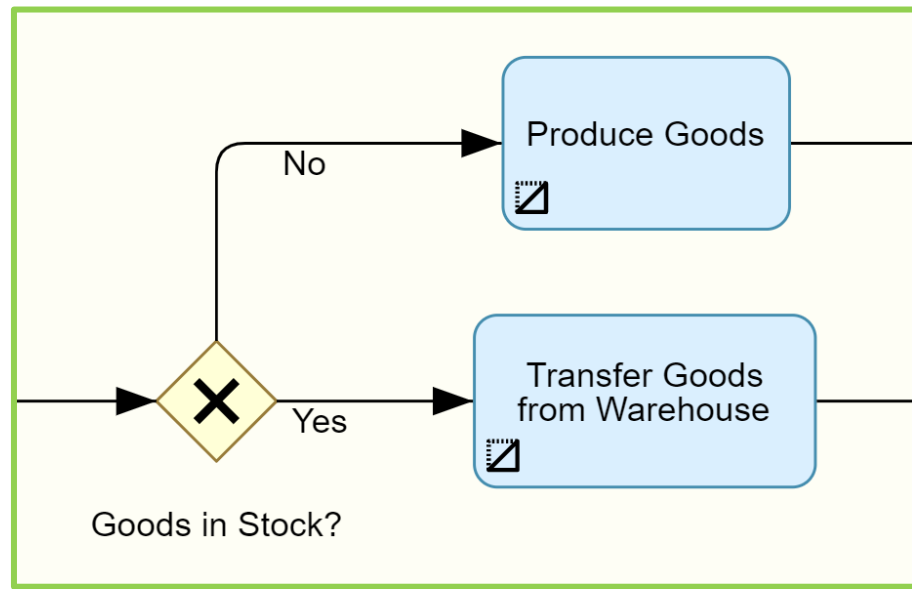 Produce Goods
No
Transfer Goods
from Warehouse
Yes
Goods in Stock?